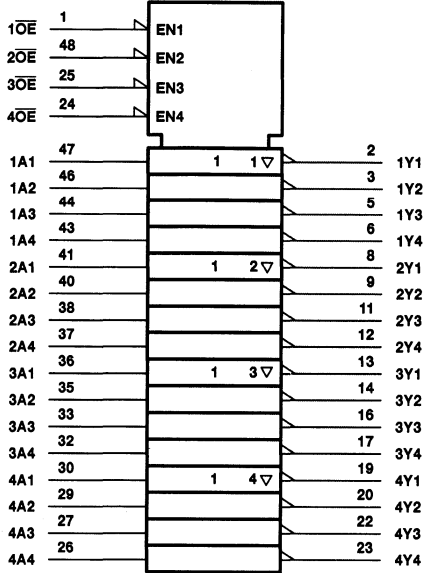 1O̅E̅ 1 EN1
2O̅E̅ 48 EN2
3O̅E̅ 25 EN3
4O̅E̅ 24 EN4
1A1 47 1 1▽ 2 1Y1
1A2 46 3 1Y2
1A3 44 5 1Y3
1A4 43 6 1Y4
2A1 41 1 2▽ 8 2Y1
2A2 40 9 2Y2
2A3 38 11 2Y3
2A4 37 12 2Y4
3A1 36 1 3▽ 13 3Y1
3A2 35 14 3Y2
3A3 33 16 3Y3
3A4 32 17 3Y4
4A1 30 1 4▽ 19 4Y1
4A2 29 20 4Y2
4A3 27 22 4Y3
4A4 26 23 4Y4